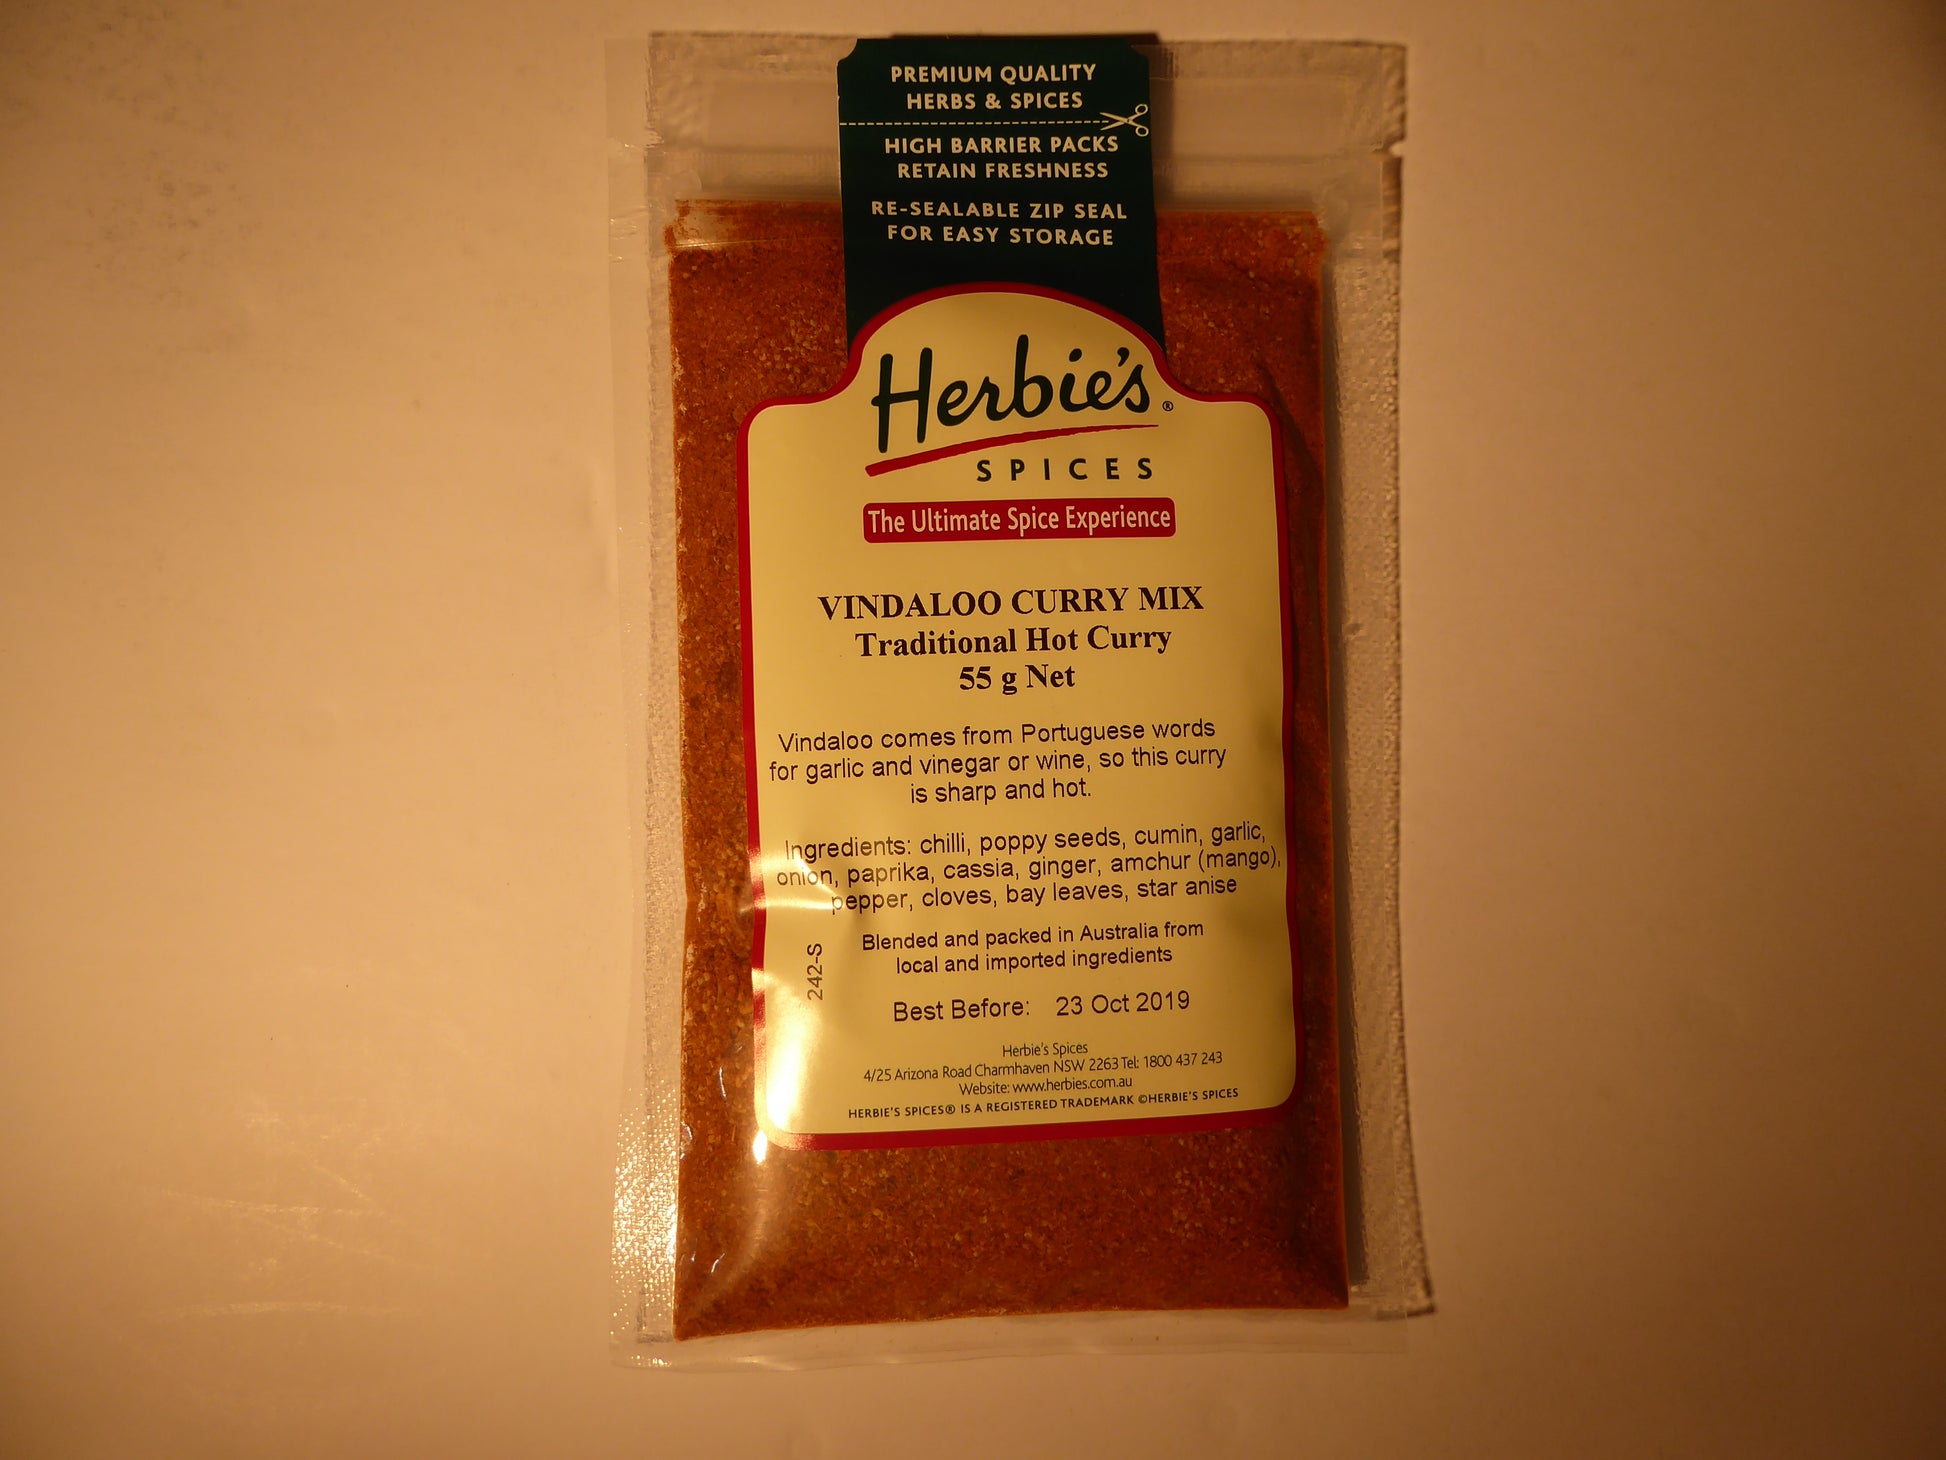 PREMIUM QUALITY
HERBS & SPICES
HIGH BARRIER PACKS
RETAIN FRESHNESS
RE-SEALABLE ZIP SEAL
FOR EASY STORAGE
Herbie's®
SPICES
The Ultimate Spice Experience
VINDALOO CURRY MIX
Traditional Hot Curry
55 g Net
Vindaloo comes from Portuguese words
for garlic and vinegar or wine, so this curry
is sharp and hot.
Ingredients: chilli, poppy seeds, cumin, garlic,
onion, paprika, cassia, ginger, amchur (mango),
pepper, cloves, bay leaves, star anise
242-S
Blended and packed in Australia from
local and imported ingredients
Best Before: 23 Oct 2019
Herbie's Spices
4/25 Arizona Road Charmhaven NSW 2263 Tel: 1800 437 243
Website: www.herbies.com.au
HERBIE'S SPICES® IS A REGISTERED TRADEMARK ©HERBIE'S SPICES